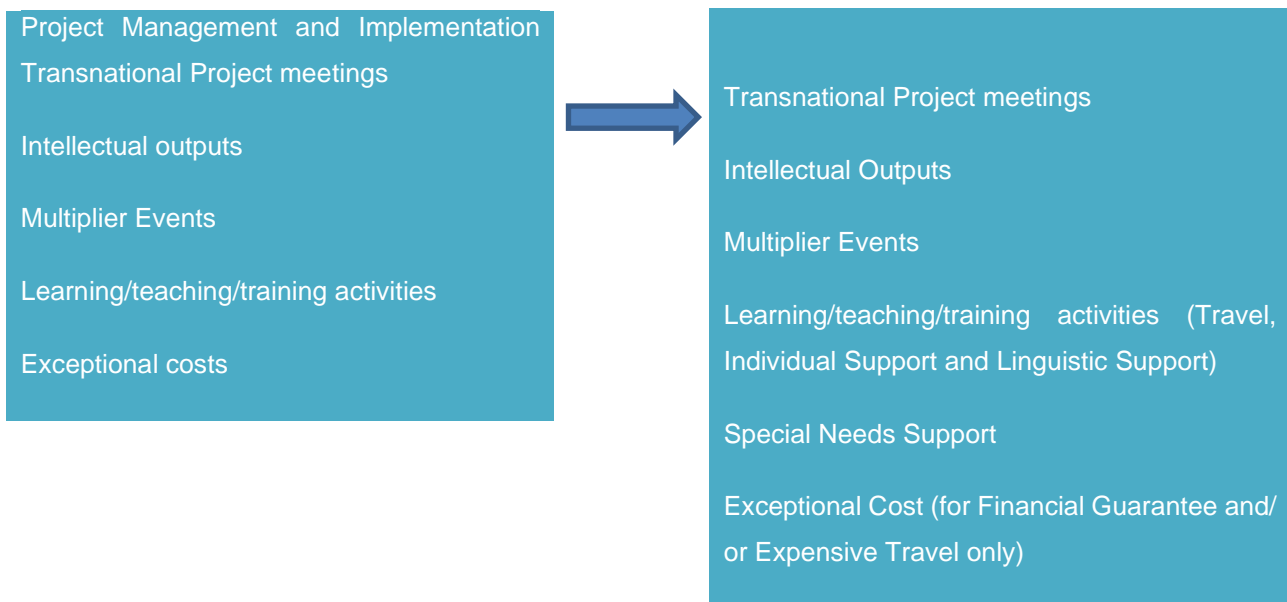 Project Management and Implementation
Transnational Project meetings
Intellectual outputs
Multiplier Events
Learning/teaching/training activities
Exceptional costs
Transnational Project meetings
Intellectual Outputs
Multiplier Events
Learning/teaching/training activities (Travel,
Individual Support and Linguistic Support)
Special Needs Support
Exceptional Cost (for Financial Guarantee and/
or Expensive Travel only)